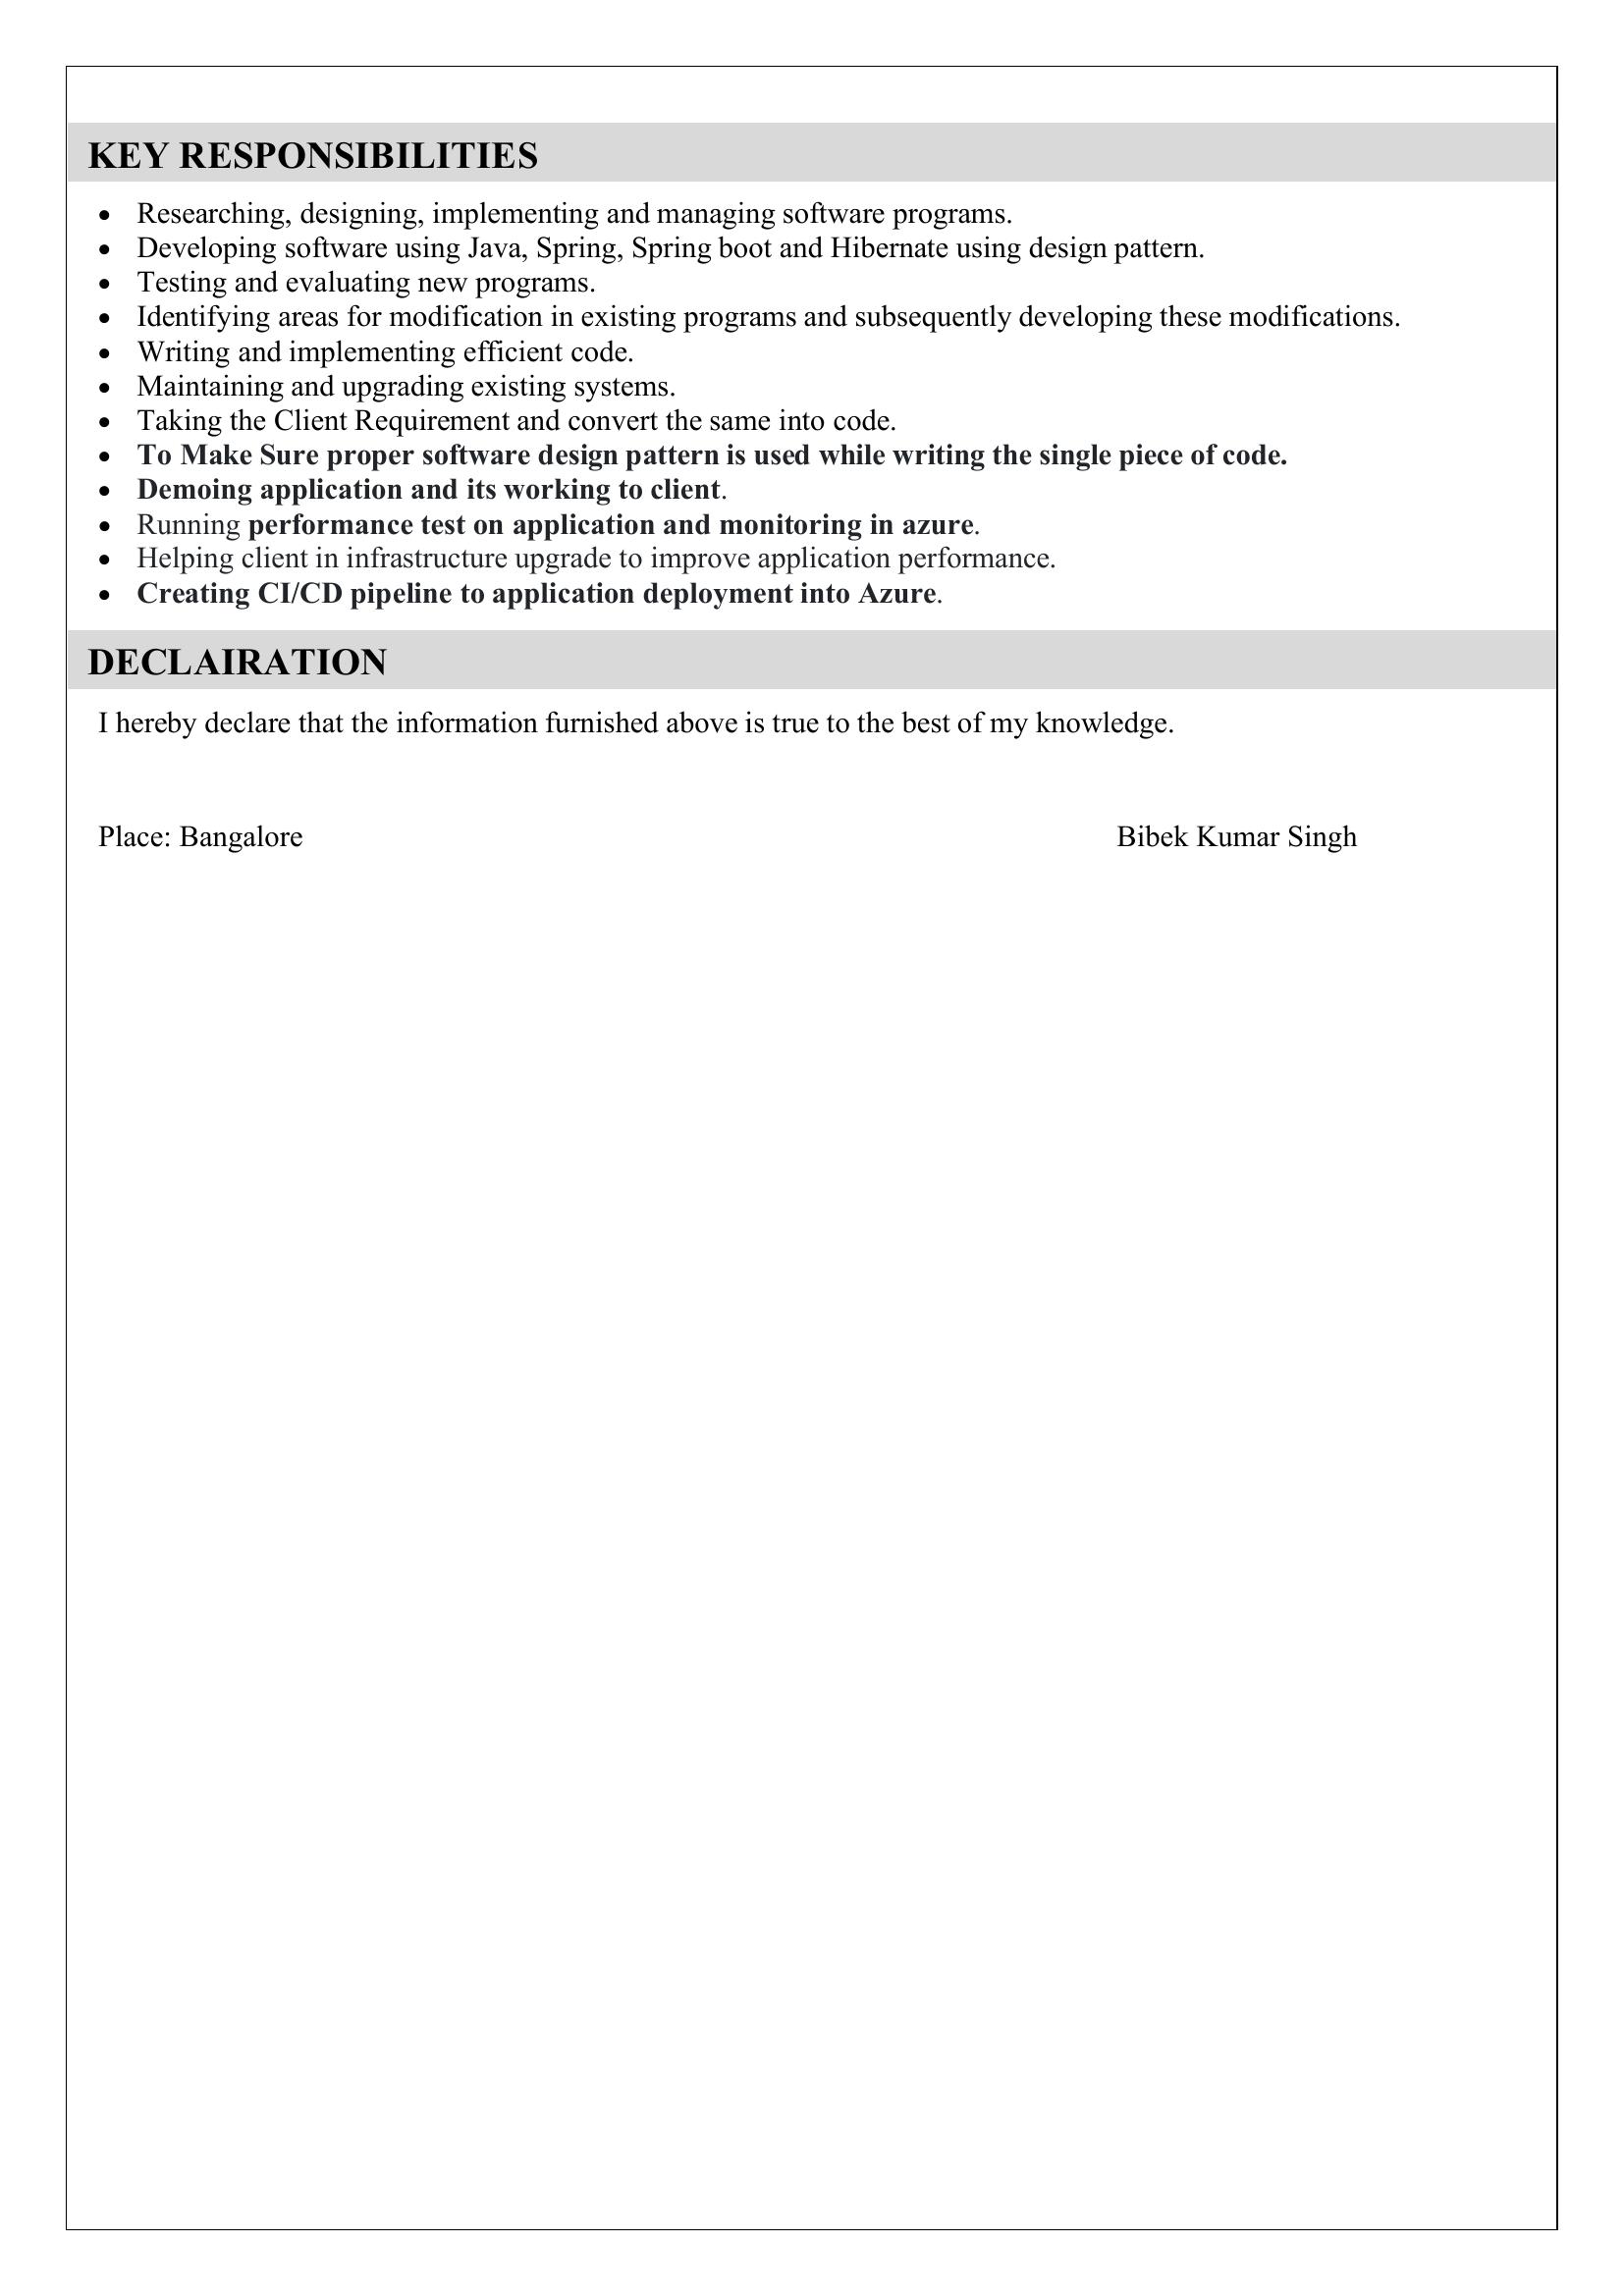 KEY RESPONSIBILITIES
• Researching, designing, implementing and managing software programs.
• Developing software using Java, Spring, Spring boot and Hibernate using design pattern.
• Testing and evaluating new programs.
• Identifying areas for modification in existing programs and subsequently developing these modifications.
• Writing and implementing efficient code.
• Maintaining and upgrading existing systems.
• Taking the Client Requirement and convert the same into code.
• To Make Sure proper software design pattern is used while writing the single piece of code.
• Demoing application and its working to client.
• Running performance test on application and monitoring in azure.
• Helping client in infrastructure upgrade to improve application performance.
• Creating CI/CD pipeline to application deployment into Azure.
DECLAIRATION
I hereby declare that the information furnished above is true to the best of my knowledge.
Place: Bangalore Bibek Kumar Singh